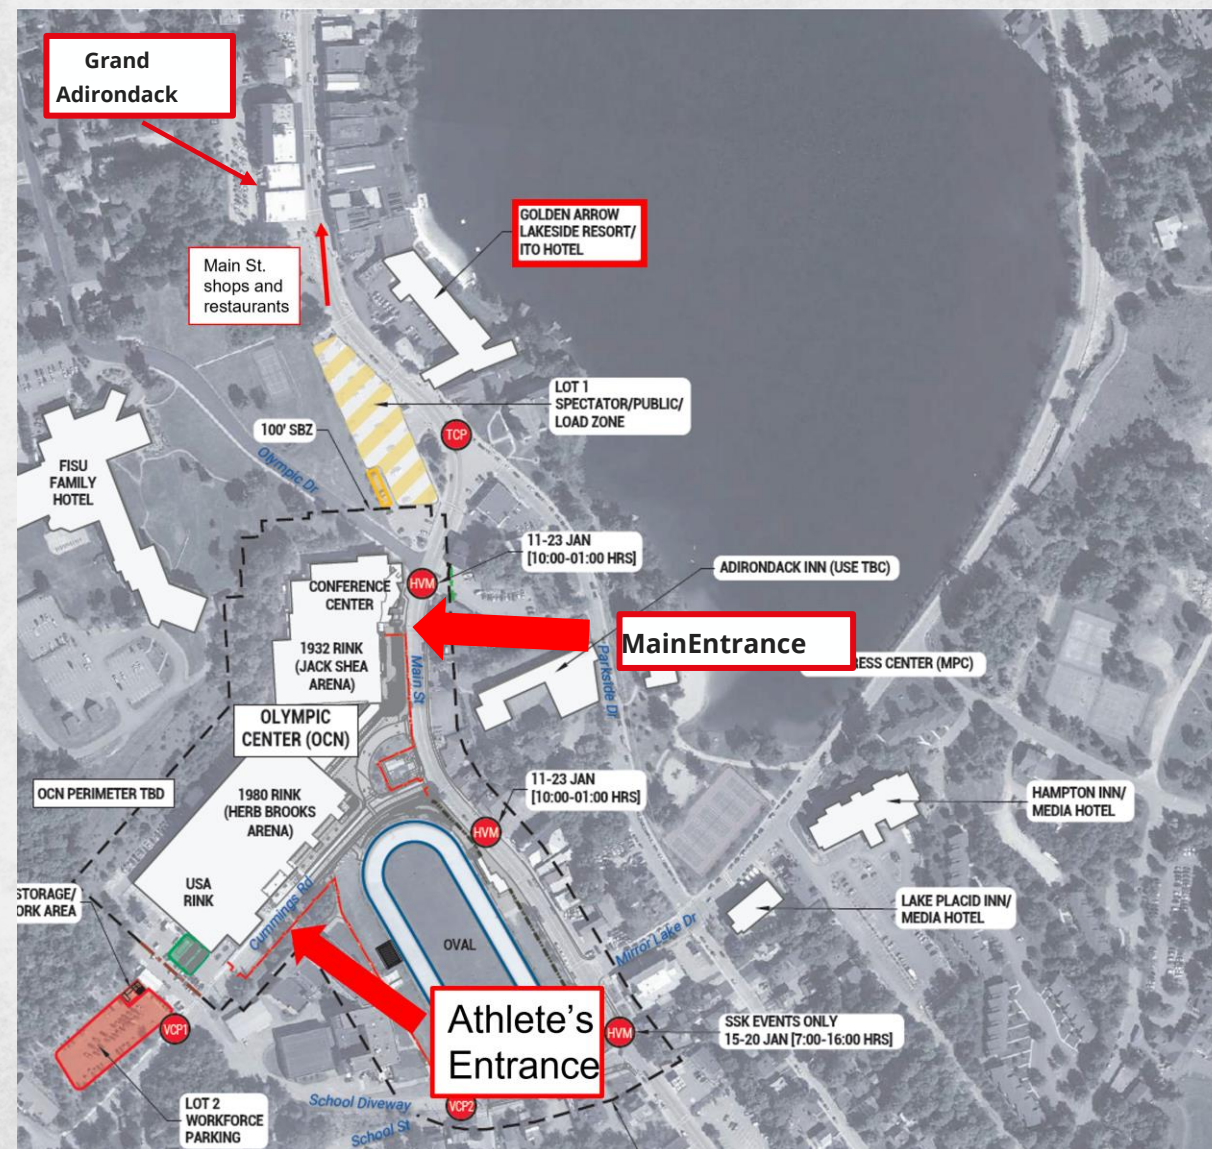 Grand
Adirondack
GOLDEN ARROW
LAKESIDE RESORT/
ITO HOTEL
Main St.
shops and
restaurants
LOT 1
SPECTATOR/PUBLIC/
LOAD ZONE
100' SBZ
TCP
Olympic Dr
FISU
FAMILY
HOTEL
11-23 JAN
[10:00-01:00 HRS]
HVM
ADIRONDACK INN (USE TBC)
CONFERENCE
CENTER
MainEntrance
1932 RINK
(JACK SHEA
ARENA)
Main St
Parkside Dr
RESS CENTER (MPC)
OLYMPIC
CENTER (OCN)
OCN PERIMETER TBD
1980 RINK
(HERB BROOKS
ARENA)
11-23 JAN
[10:00-01:00 HRS]
HVM
HAMPTON INN/
MEDIA HOTEL
USA
RINK
STORAGE/
ORK AREA
Cummings Rd
OVAL
LAKE PLACID INN/
MEDIA HOTEL
Mirror Lake Dr
Athlete's
Entrance
VCP1
HVM
SSK EVENTS ONLY
15-20 JAN [7:00-16:00 HRS]
LOT 2
WORKFORCE
PARKING
School Diveway
VCP2
School St